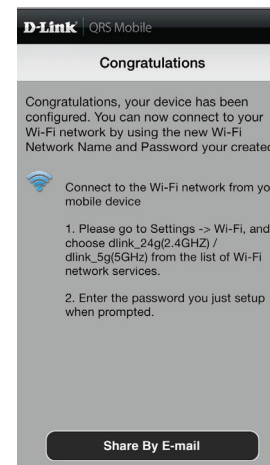 D-Link QRS Mobile
Congratulations
Congratulations, your device has been
configured. You can now connect to your
Wi-Fi network by using the new Wi-Fi
Network Name and Password your created
Connect to the Wi-Fi network from yo
mobile device
1. Please go to Settings -> Wi-Fi, and
choose dlink_24g(2.4GHZ) /
dlink_5g(5GHz) from the list of Wi-Fi
network services.
2. Enter the password you just setup
when prompted.
Share By E-mail